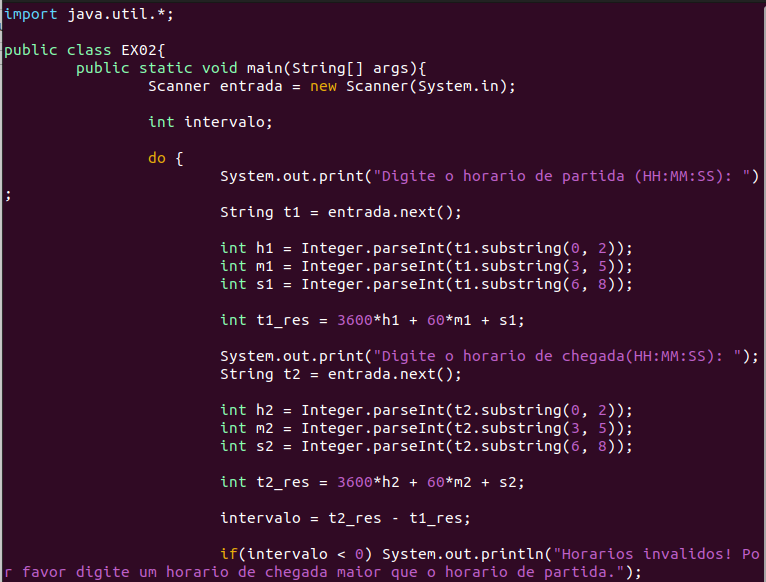 import java.util.*;
public class EX02{
public static void main(String[] args){
Scanner entrada = new Scanner(System.in);
int intervalo;
do {
System.out.print("Digite o horario de partida (HH:MM:SS): ")
;
String t1 = entrada.next();
int h1 = Integer.parseInt(t1.substring(0, 2));
int m1 = Integer.parseInt(t1.substring(3, 5));
int s1 = Integer.parseInt(t1.substring(6, 8));
int t1_res = 3600*h1 + 60*m1 + s1;
System.out.print("Digite o horario de chegada(HH:MM:SS): ");
String t2 = entrada.next();
int h2 = Integer.parseInt(t2.substring(0, 2));
int m2 = Integer.parseInt(t2.substring(3, 5));
int s2 = Integer.parseInt(t2.substring(6, 8));
int t2_res = 3600*h2 + 60*m2 + s2;
intervalo = t2_res - t1_res;
if(intervalo < 0) System.out.println("Horarios invalidos! Po
r favor digite um horario de chegada maior que o horario de partida.");